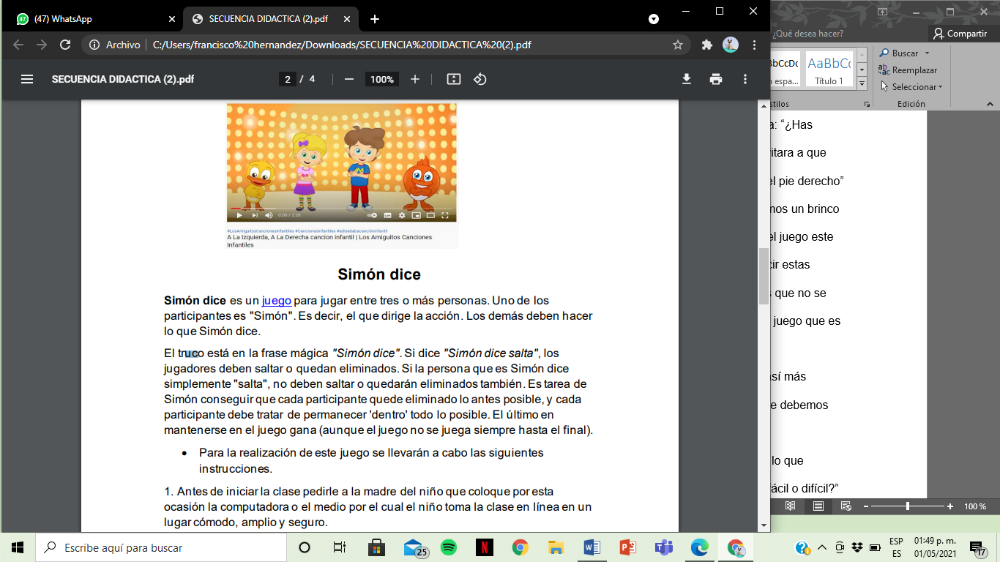 (47) WhatsApp
SECUENCIA DIDACTICA (2).pdf
Archivo
C:/Users/francisco%20hernandez/Downloads/SECUENCIA%20DIDACTICA%20(2).pdf
SECUENCIA DIDACTICA (2).pdf
2 / 4
100%
0:06 / 2:28
#LosAmiguitosCancionesInfantiles #CancionesInfantiles #adisebabacanciónInfantil
A La Izquierda, A La Derecha cancion infantil | Los Amiguitos Canciones
Infantiles
Simón dice
Simón dice es un juego para jugar entre tres o más personas. Uno de los
participantes es "Simón". Es decir, el que dirige la acción. Los demás deben hacer
lo que Simón dice.
El truco está en la frase mágica "Simón dice". Si dice "Simón dice salta", los
jugadores deben saltar o quedan eliminados. Si la persona que es Simón dice
simplemente "salta", no deben saltar o quedarán eliminados también. Es tarea de
Simón conseguir que cada participante quede eliminado lo antes posible, y cada
participante debe tratar de permanecer 'dentro' todo lo posible. El último en
mantenerse en el juego gana (aunque el juego no se juega siempre hasta el final).
• Para la realización de este juego se llevarán a cabo las siguientes
instrucciones.
1. Antes de iniciar la clase pedirle a la madre del niño que coloque por esta
ocasión la computadora o el medio por el cual el niño toma la clase en línea en un
lugar cómodo, amplio y seguro.
¿Qué desea hacer?
Compartir
bCcDc
AaBbCc
n espa...
Título 1
stilos
Buscar
Reemplazar
Seleccionar
Edición
a: “¿Has
itara a que
el pie derecho”
mos un brinco
el juego este
cir estas
s que no se
juego que es
así más
e debemos
lo que
fácil o difícil?”
100 %
Escribe aquí para buscar
25
ESP
ES
01:49 p. m.
01/05/2021
17